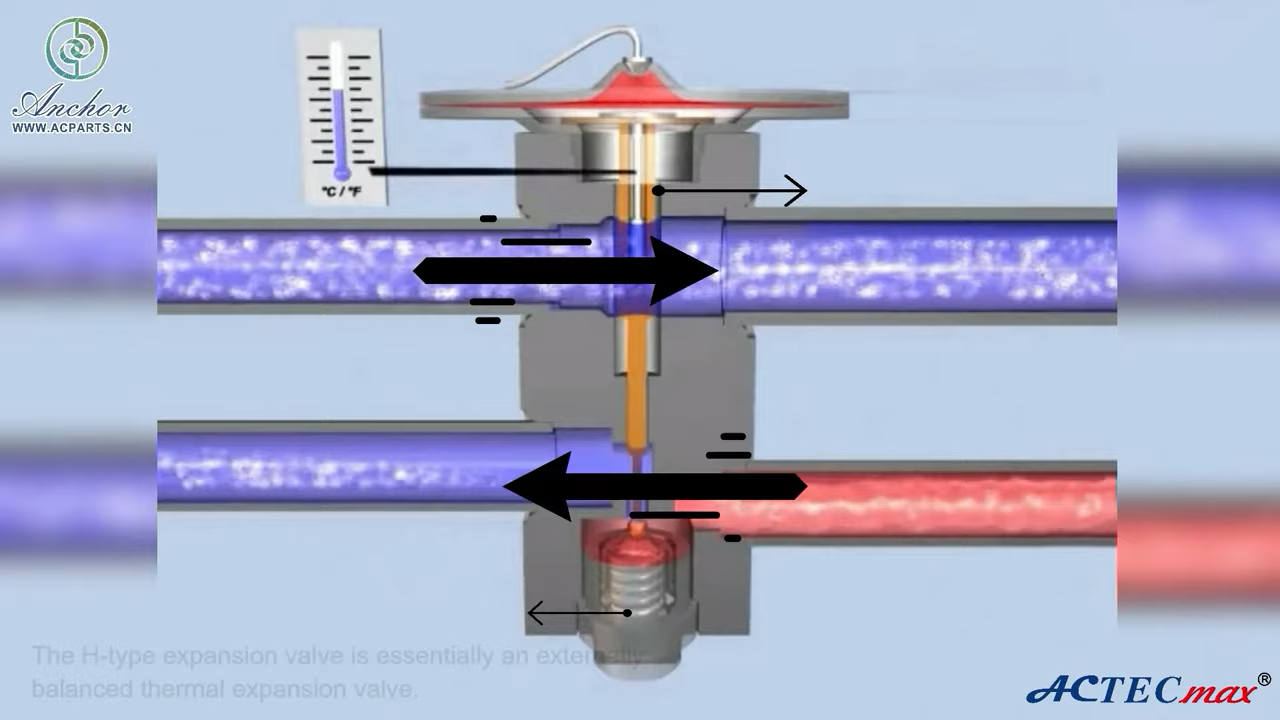 Anchor
WWW.ACPARTS.CN
°C / °F
The H-type expansion valve is essentially an externally
balanced thermal expansion valve.
ACTECmax®